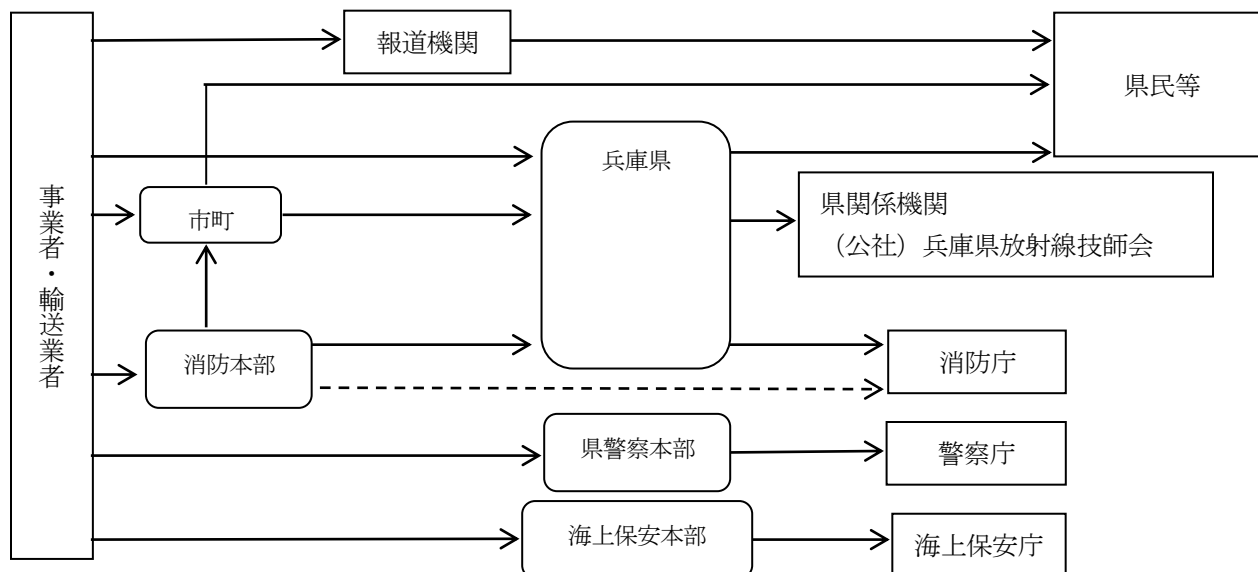 報道機関
県民等
兵庫県
事業者・輸送業者
市町
県関係機関
（公社）兵庫県放射線技師会
消防本部
消防庁
県警察本部
警察庁
海上保安本部
海上保安庁